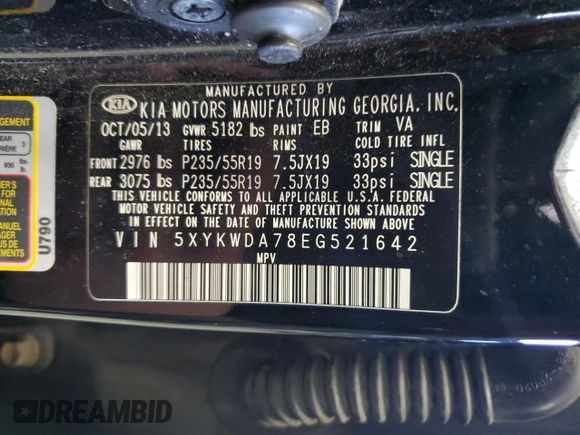 MANUFACTURED BY
KIA KIA MOTORS MANUFACTURING GEORGIA, INC.
OCT/05/13 GVWR 5182 lbs PAINT EB TRIM VA
GAWR TIRES RIMS COLD TIRE INFL
FRONT 2976 lbs P235/55R19 7.5JX19 33psi SINGLE
REAR 3075 lbs P235/55R19 7.5JX19 33psi SINGLE
THIS VEHICLE CONFORMS TO ALL APPLICABLE U.S.A. FEDERAL
MOTOR VEHICLE SAFETY AND THEFT PREVENTION STANDARDS
IN EFFECT ON THE DATE OF MANUFACTURE SHOWN ABOVE
VIN 5XYKWDA78EG521642
MPV
U790
DREAMBID